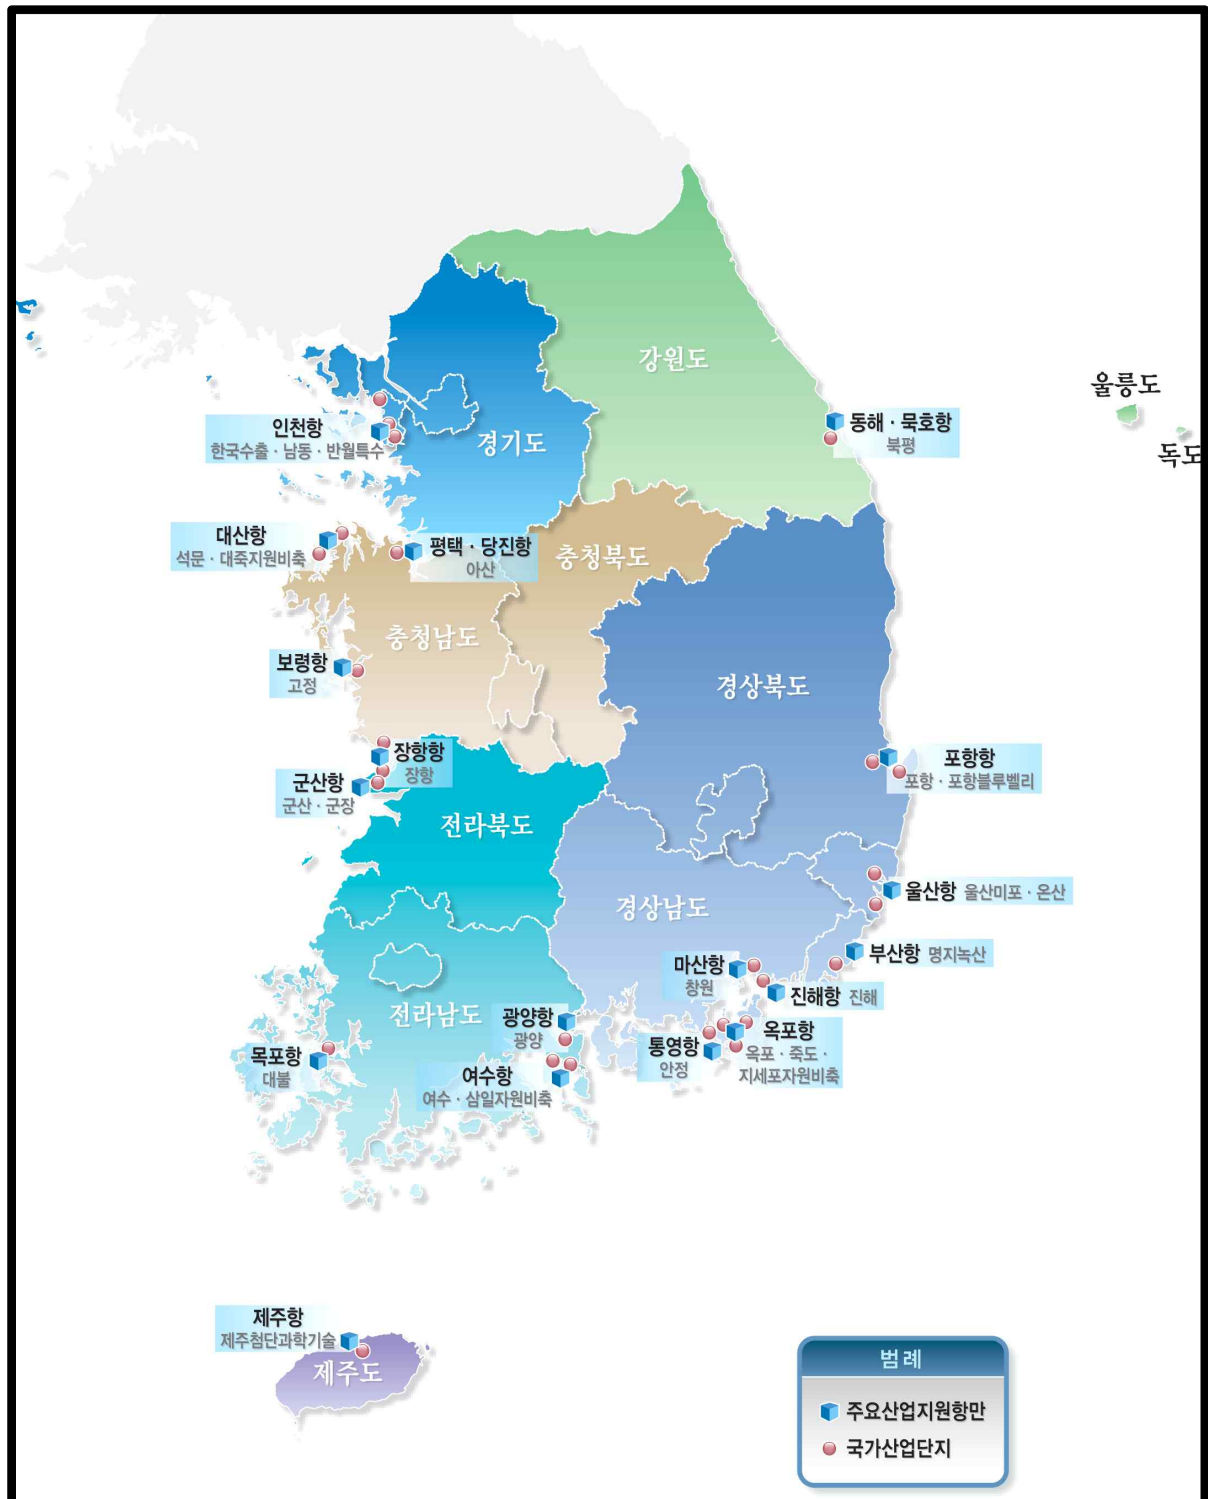 강원도
울릉도
독도
인천항
한국수출 · 남동 · 반월특수
경기도
동해 · 묵호항
북평
대산항
석문 · 대죽지원비축
평택 · 당진항
아산
충청북도
충청남도
보령항
고정
경상북도
장항항
장항
군산항
군산 · 군장
포항항
포항 · 포항블루벨리
전라북도
경상남도
울산항 울산미포 · 온산
부산항 명지녹산
마산항
창원
진해항 진해
전라남도
광양항
광양
통영항
안정
옥포항
옥포 · 죽도 ·
지세포자원비축
목포항
대불
여수항
여수 · 삼일자원비축
제주항
제주첨단과학기술
제주도
범례
주요산업지원항만
국가산업단지